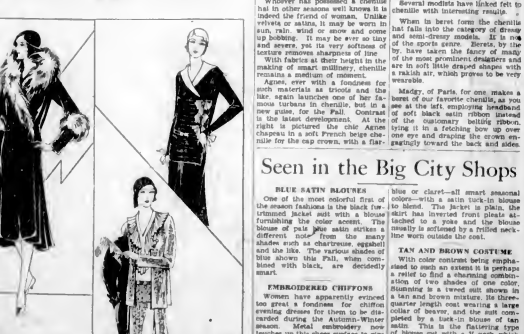 Whoever has possessed a chenille
hat in other seasons well knows it is
indeed the friend of woman. Unlike
velvets or satins, it may be worn in
sun, rain, wind or snow and come
up bobbing. It may be ever so tiny
and severe, yet its very softness of
texture removes sharpness of line
With fabrics at their height in the
making of smart millinery, chenille
remains a medium of moment.
Agnes, ever with a fondness for
such materials as tricots and the
like, again launches one of her fa-
mous turbans in chenille, but in a
new guise, for the Fall. Contrast
is the latest development. At the
right is pictured the chic Agnes
chapeau in a soft French beige che-
nille for the cap crown, with a flar-
Several modists have linked felt to
chenille with interesting results.
When in beret form the chenille
hat falls into the category of dressy
and semi-dressy models. It is not
of the sports genre. Berets, by the
by, have taken the fancy of many
of the most prominent designers and
are in soft little draped shapes with
a rakish air, which proves to be very
wearable.
Madgy, of Paris, for one makes a
beret of our favorite chenille, as you
see at the left, employing headband
of soft black satin ribbon instead
of the customary belting ribbon,
tying it in a fetching bow up over
one eye and draping the crown en-
gagingly toward the back and sides.
Seen in the Big City Shops
BLUE SATIN BLOUSES
One of the most colorful first of
the season fashions is the black fur-
trimmed jacket suit with a blouse
furnishing the color accent. The
blouse of pale blue satin strikes a
different note from the many
shades such as chartreuse, eggshell
and the like. The various shades of
blue shown this Fall, when com-
bined with black, are decidedly
smart.
EMBROIDERED CHIFFONS
Women have apparently evinced
too great a fondness for chiffon
evening dresses for them to be dis-
carded during the Autumn-Winter
season. Metal embroidery now
blue or claret—all smart seasonal
colors—with a satin tuck-in blouse
to blend. The jacket is plain, the
skirt has inverted front pleats at-
tached to a yoke and the blouse
usually is softened by a frilled neck-
line worn outside the coat.
TAN AND BROWN COSTUME
With color contrast being empha-
sized to such an extent it is perhaps
a relief to find a charming combin-
ation of two shades of one color.
Stunning is a tweed suit shown in
a tan and brown mixture. Its three-
quarter length coat wearing a large
collar of beaver, and the suit com-
pleted by a tuck-in blouse of tan
satin. This is the flattering type